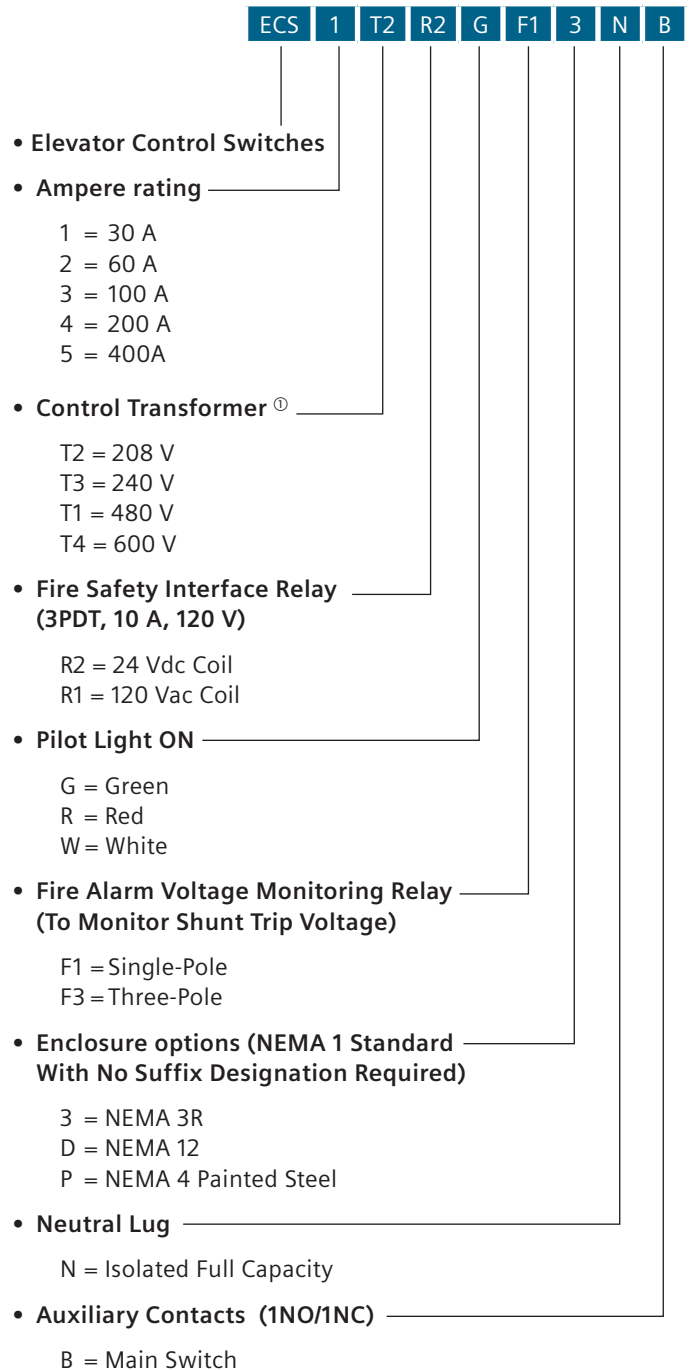 ECS 1 T2 R2 G F1 3 N B
• Elevator Control Switches
• Ampere rating
1 = 30 A
2 = 60 A
3 = 100 A
4 = 200 A
5 = 400A
• Control Transformer ①
T2 = 208 V
T3 = 240 V
T1 = 480 V
T4 = 600 V
• Fire Safety Interface Relay
(3PDT, 10 A, 120 V)
R2 = 24 Vdc Coil
R1 = 120 Vac Coil
• Pilot Light ON
G = Green
R = Red
W = White
• Fire Alarm Voltage Monitoring Relay
(To Monitor Shunt Trip Voltage)
F1 = Single-Pole
F3 = Three-Pole
• Enclosure options (NEMA 1 Standard
With No Suffix Designation Required)
3 = NEMA 3R
D = NEMA 12
P = NEMA 4 Painted Steel
• Neutral Lug
N = Isolated Full Capacity
• Auxiliary Contacts (1NO/1NC)
B = Main Switch